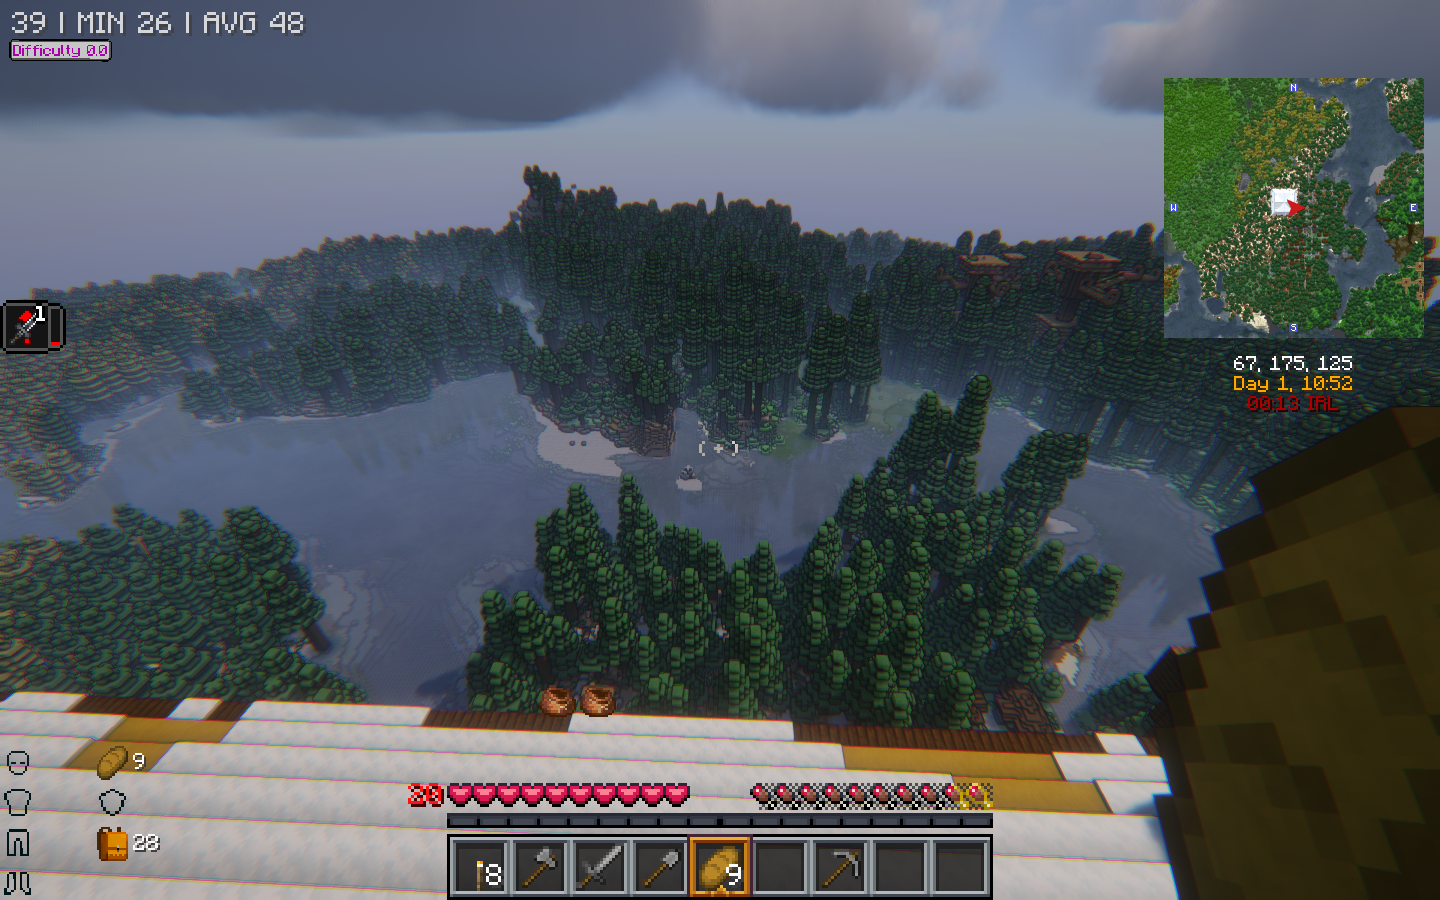 39 | MIN 26 | AVG 48
Difficulty 0.0
N
W
E
S
67, 175, 125
Day 1, 10:52
00:13 IRL
1
9
28
20
8
9